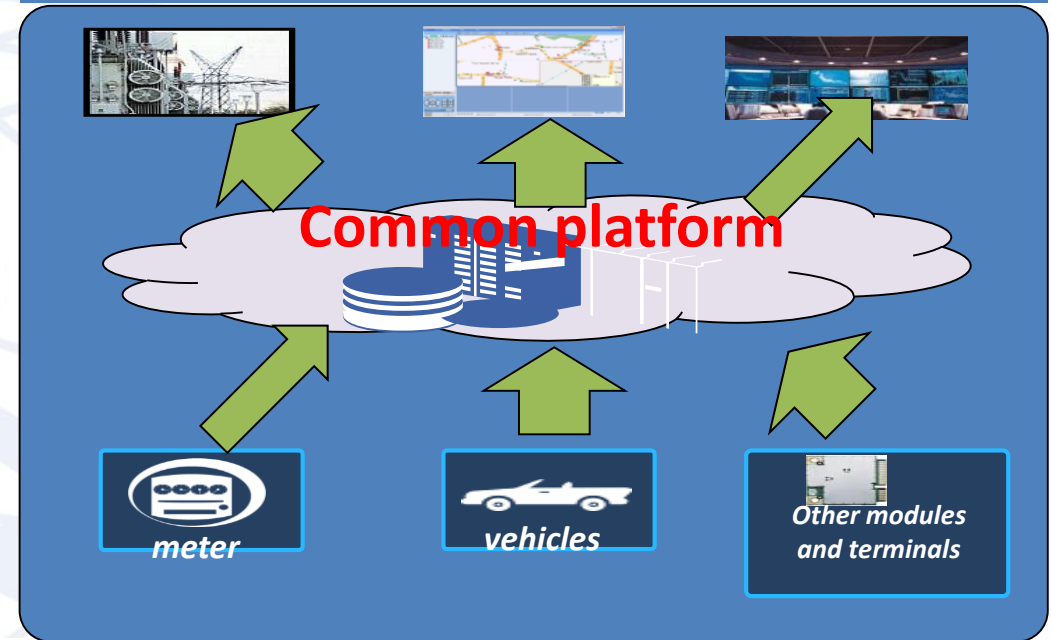 Common platform
meter
vehicles
Other modules
and terminals